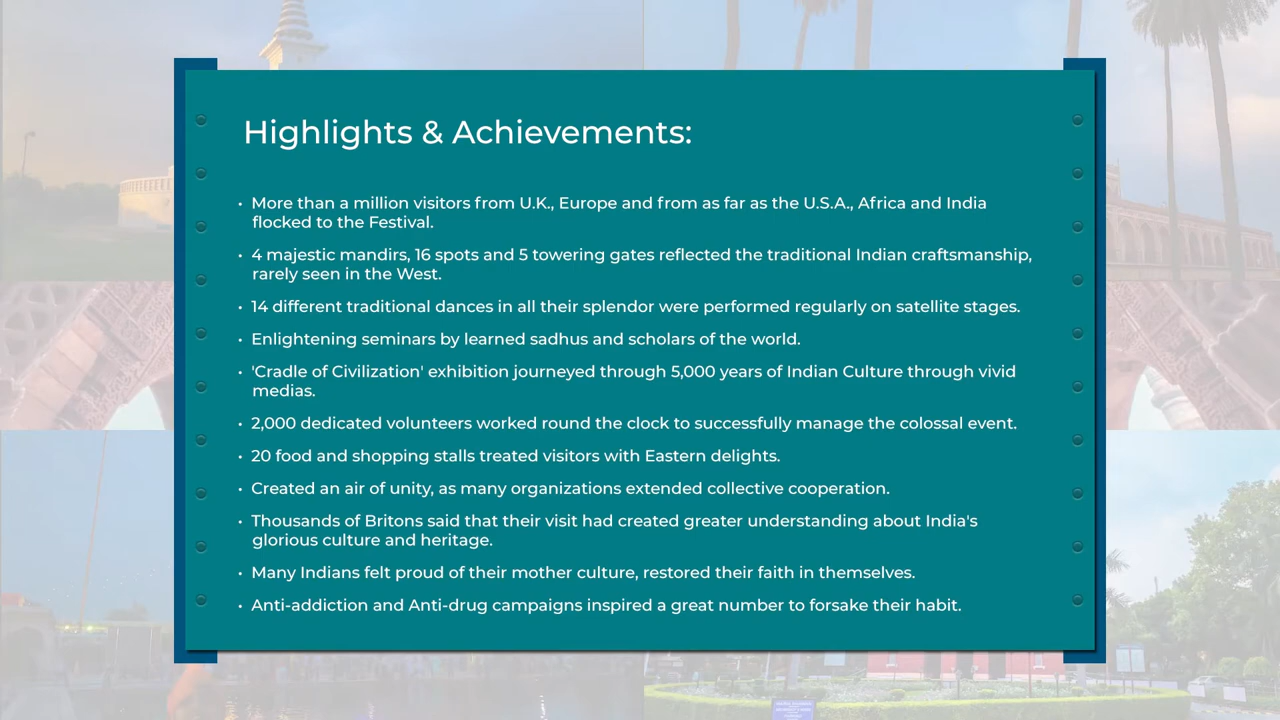 Highlights & Achievements:
• More than a million visitors from U.K., Europe and from as far as the U.S.A., Africa and India
flocked to the Festival.
• 4 majestic mandirs, 16 spots and 5 towering gates reflected the traditional Indian craftsmanship,
rarely seen in the West.
• 14 different traditional dances in all their splendor were performed regularly on satellite stages.
• Enlightening seminars by learned sadhus and scholars of the world.
• 'Cradle of Civilization' exhibition journeyed through 5,000 years of Indian Culture through vivid
medias.
• 2,000 dedicated volunteers worked round the clock to successfully manage the colossal event.
• 20 food and shopping stalls treated visitors with Eastern delights.
• Created an air of unity, as many organizations extended collective cooperation.
• Thousands of Britons said that their visit had created greater understanding about India's
glorious culture and heritage.
• Many Indians felt proud of their mother culture, restored their faith in themselves.
• Anti-addiction and Anti-drug campaigns inspired a great number to forsake their habit.